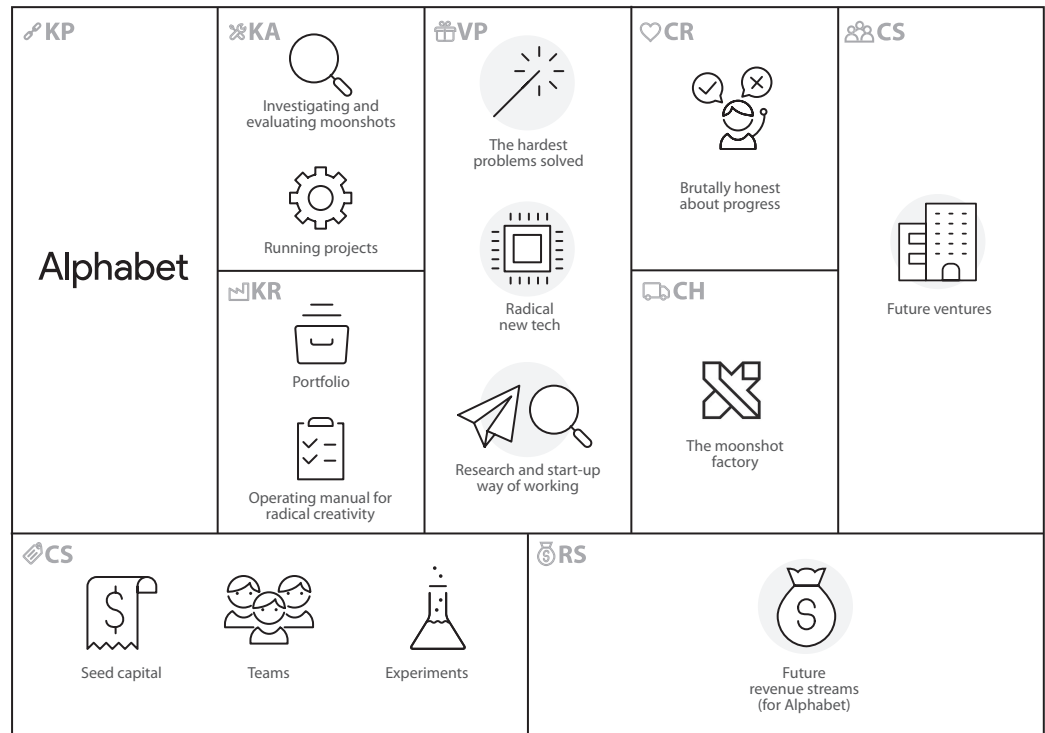 KP
Alphabet
KA
Investigating and
evaluating moonshots
Running projects
KR
Portfolio
Operating manual for
radical creativity
VP
The hardest
problems solved
Radical
new tech
Research and start-up
way of working
CR
Brutally honest
about progress
CH
The moonshot
factory
CS
Future ventures
CS
$
Seed capital
Teams
Experiments
RS
S
Future
revenue streams
(for Alphabet)